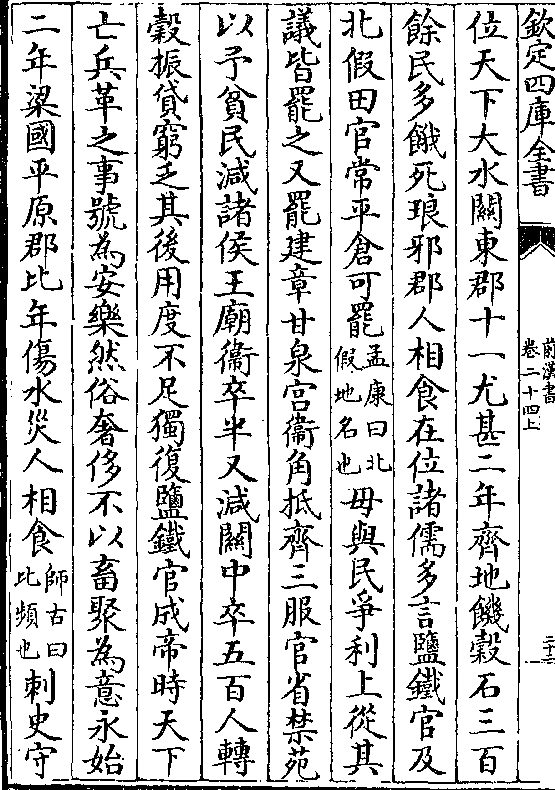 欽定四庫全書
前漢書
卷二十四上
位天下大水關東郡十一尤甚二年齊地饑穀石三百
餘民多餓死琅邪郡人相食在位諸儒多言鹽鐵官及
北假田官常平倉可罷孟康曰北假地名也毋與民爭利上從其
議皆罷之又罷建章甘泉宫衞角抵齊三服官省禁苑
以予貧民減諸侯王廟衞卒半又減關中卒五百人轉
穀振貸窮乏其後用度不足獨復鹽鐵官成帝時天下
亡兵革之事號為安樂然俗奢侈不以畜聚為意永始
二年梁國平原郡比年傷水災人相食師古曰比頻也刺史守